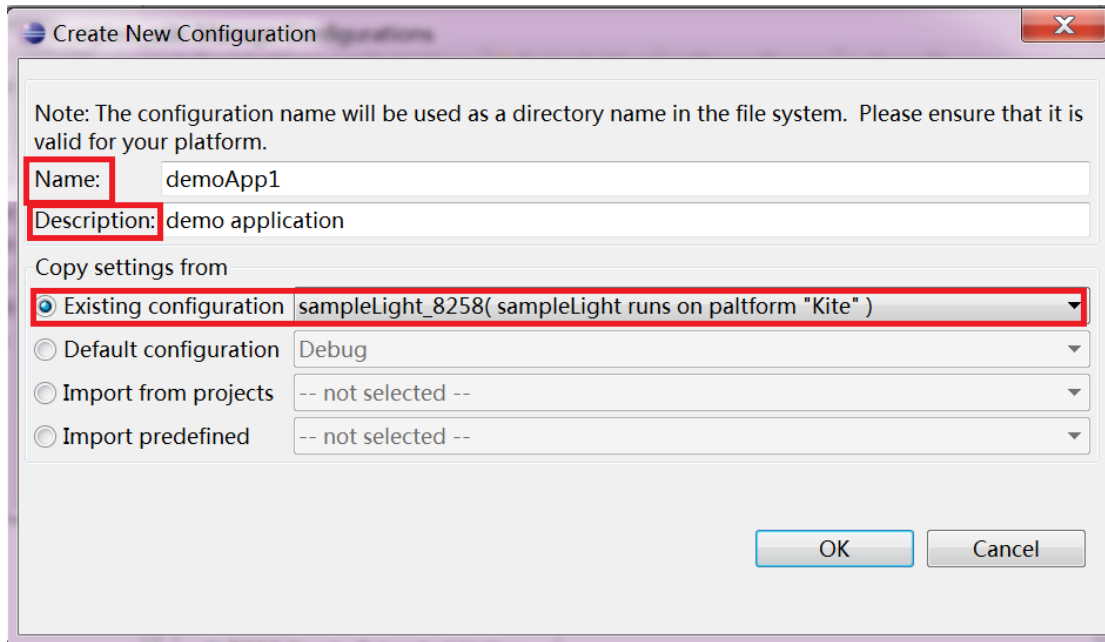 Create New Configuration
Note: The configuration name will be used as a directory name in the file system.  Please ensure that it is
valid for your platform.
Name: demoApp1
Description: demo application
Copy settings from
Existing configuration sampleLight_8258( sampleLight runs on paltform "Kite" )
Default configuration Debug
Import from projects -- not selected --
Import predefined -- not selected --
OK Cancel